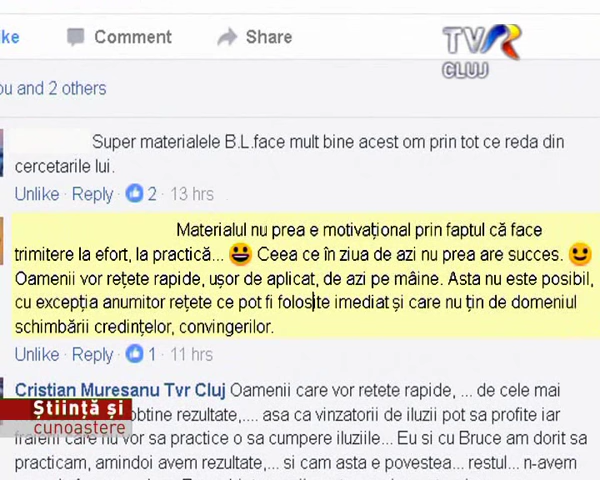 ke Comment Share
TVR
CLUJ
ou and 2 others
Super materialele B.L.face mult bine acest om prin tot ce reda din
cercetarile lui.
Unlike · Reply · 2 · 13 hrs
Materialul nu prea e motivațional prin faptul că face
trimitere la efort, la practică... 😀 Ceea ce în ziua de azi nu prea are succes. 🙂
Oamenii vor rețete rapide, ușor de aplicat, de azi pe mâine. Asta nu este posibil,
cu excepția anumitor rețete ce pot fi folosite imediat și care nu țin de domeniul
schimbării credințelor, convingerilor.
Unlike · Reply · 1 · 11 hrs
Cristian Muresanu Tvr Cluj Oamenii care vor retete rapide, ... de cele mai
obtine rezultate,.... asa ca vinzatorii de iluzii pot sa profite iar
Știință și
cunoaștere
fraierii care nu vor sa practice o sa cumpere iluziile... Eu si cu Bruce am dorit sa
practicam, amindoi avem rezultate,... si cam asta e povestea... restul... n-avem